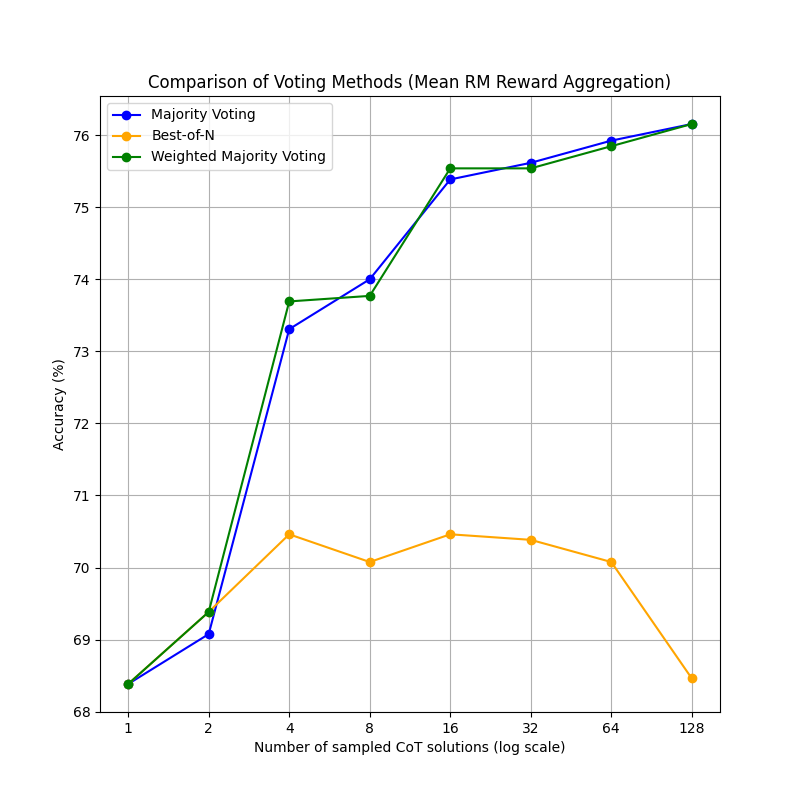 Comparison of Voting Methods (Mean RM Reward Aggregation)
Majority Voting
Best-of-N
Weighted Majority Voting
Accuracy (%)
76
75
74
73
72
71
70
69
68
1 2 4 8 16 32 64 128
Number of sampled CoT solutions (log scale)